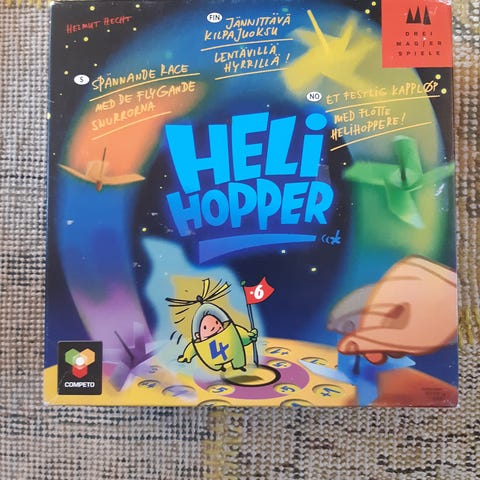 HELMUT HECHT
FIN JÄNNITTÄVÄ
KILPAJUOKSU
LENTÄVILLÄ
HYRRILLÄ!
DREI
MAGIER
SPIELE
S SPÄNNANDE RACE
MED DE FLYGANDE
SNURRORNA
NO ET FESTLIG KAPPLØP
MED FLOTTE
HELIHOPPERE!
HELI
HOPPER
-6
4
COMPETO